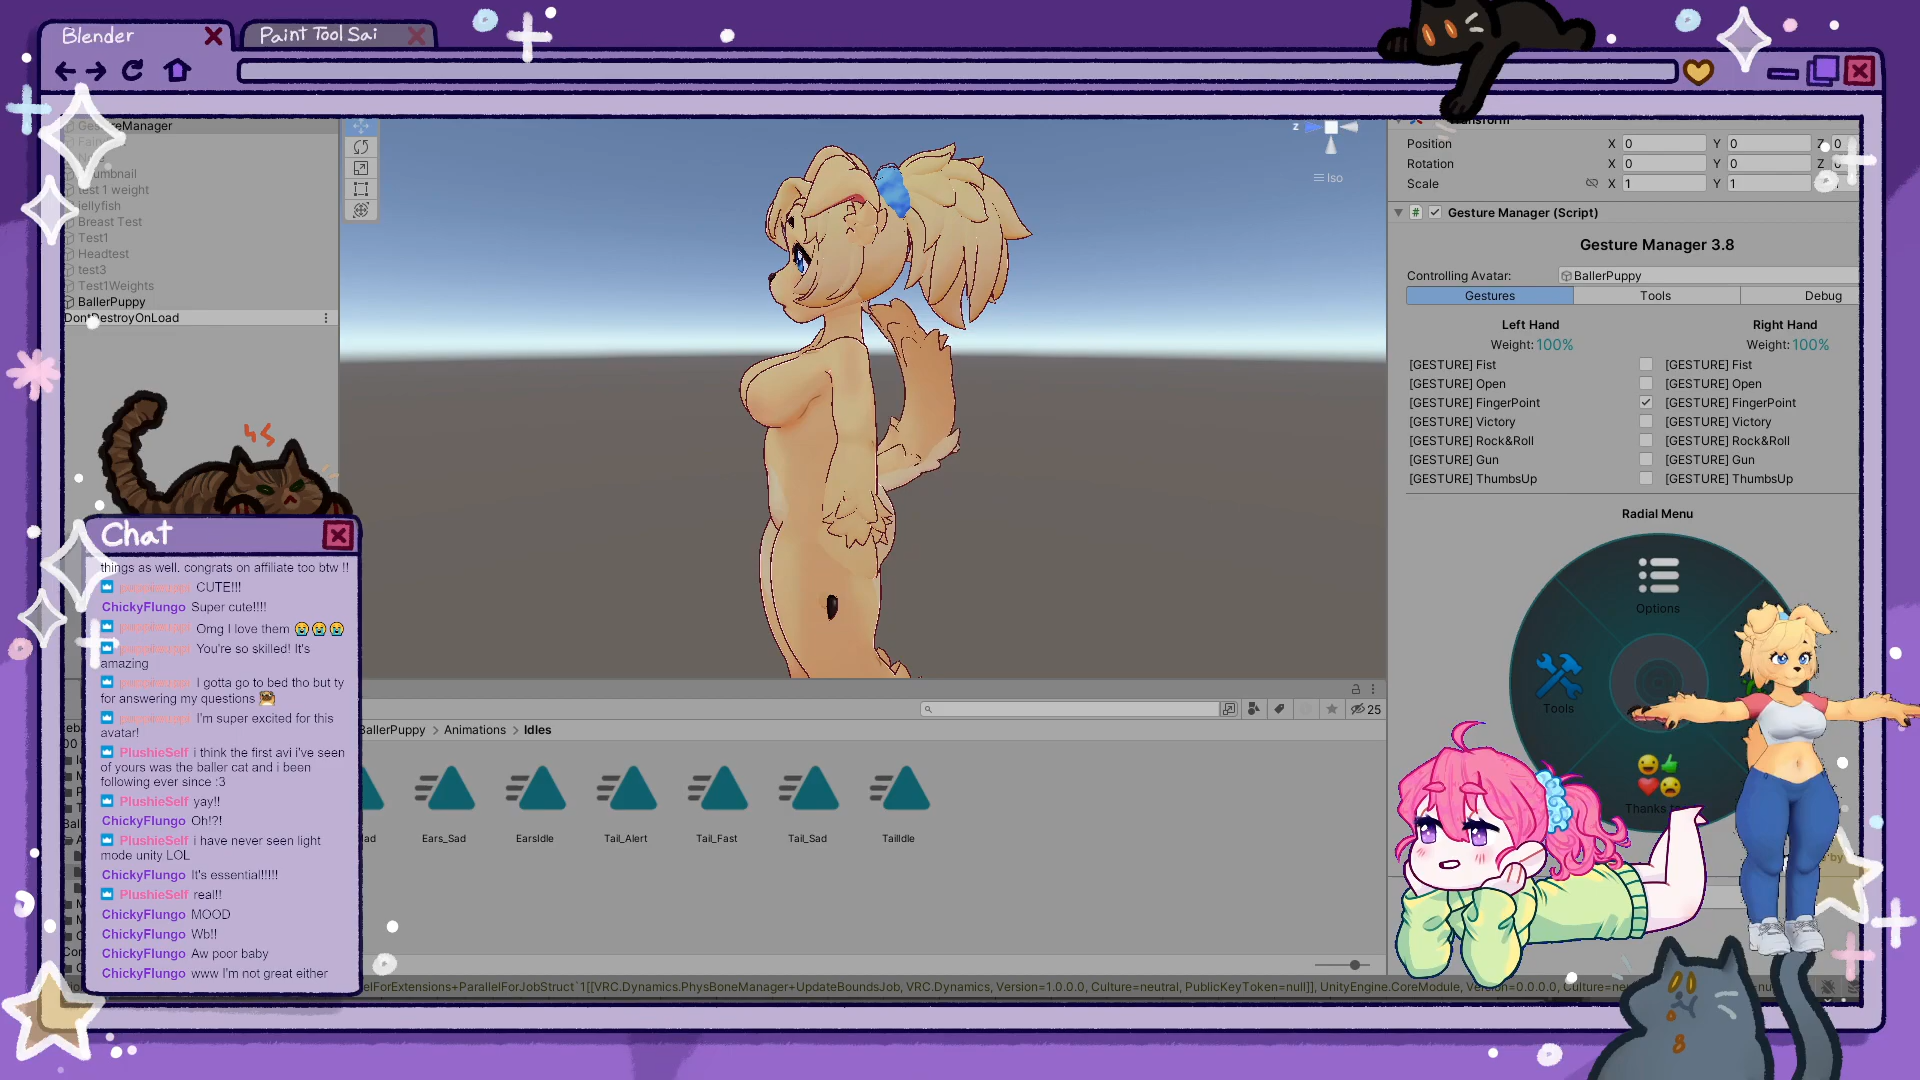 Blender
Paint Tool Sai
GestureManager
test 1 weight
jellyfish
Breast Test
Test1
Headtest
test3
Test1Weights
BallerPuppy
DontDestroyOnLoad
Z
Iso
Position X 0 Y 0 Z 0
Rotation X 0 Y 0 Z 0
Scale X 1 Y 1
# Gesture Manager (Script)
Gesture Manager 3.8
Controlling Avatar: BallerPuppy
Gestures Tools Debug
Left Hand Right Hand
Weight: 100% Weight: 100%
[GESTURE] Fist [GESTURE] Fist
[GESTURE] Open [GESTURE] Open
[GESTURE] FingerPoint [GESTURE] FingerPoint
[GESTURE] Victory [GESTURE] Victory
[GESTURE] Rock&Roll [GESTURE] Rock&Roll
[GESTURE] Gun [GESTURE] Gun
[GESTURE] ThumbsUp [GESTURE] ThumbsUp
Radial Menu
Options
Tools
Thanks
by
Chat
things as well. congrats on affiliate too btw !!
CUTE!!!
ChickyFlungo Super cute!!!!
Omg I love them 😭😭😭
You're so skilled! It's
amazing
I gotta go to bed tho but ty
for answering my questions
I'm super excited for this
avatar!
PlushieSelf i think the first avi i've seen
of yours was the baller cat and i been
following ever since :3
PlushieSelf yay!!
ChickyFlungo Oh!?!
PlushieSelf i have never seen light
mode unity LOL
ChickyFlungo It's essential!!!!!
PlushieSelf real!!
ChickyFlungo MOOD
ChickyFlungo Wb!!
ChickyFlungo Aw poor baby
ChickyFlungo www I'm not great either
25
BallerPuppy > Animations > Idles
ad
Ears_Sad
EarsIdle
Tail_Alert
Tail_Fast
Tail_Sad
TailIdle
elForExtensions+ParallelForJobStruct`1[[VRC.Dynamics.PhysBoneManager+UpdateBoundsJob, VRC.Dynamics, Version=1.0.0.0, Culture=neutral, PublicKeyToken=null]], UnityEngine.CoreModule, Version=0.0.0.0,